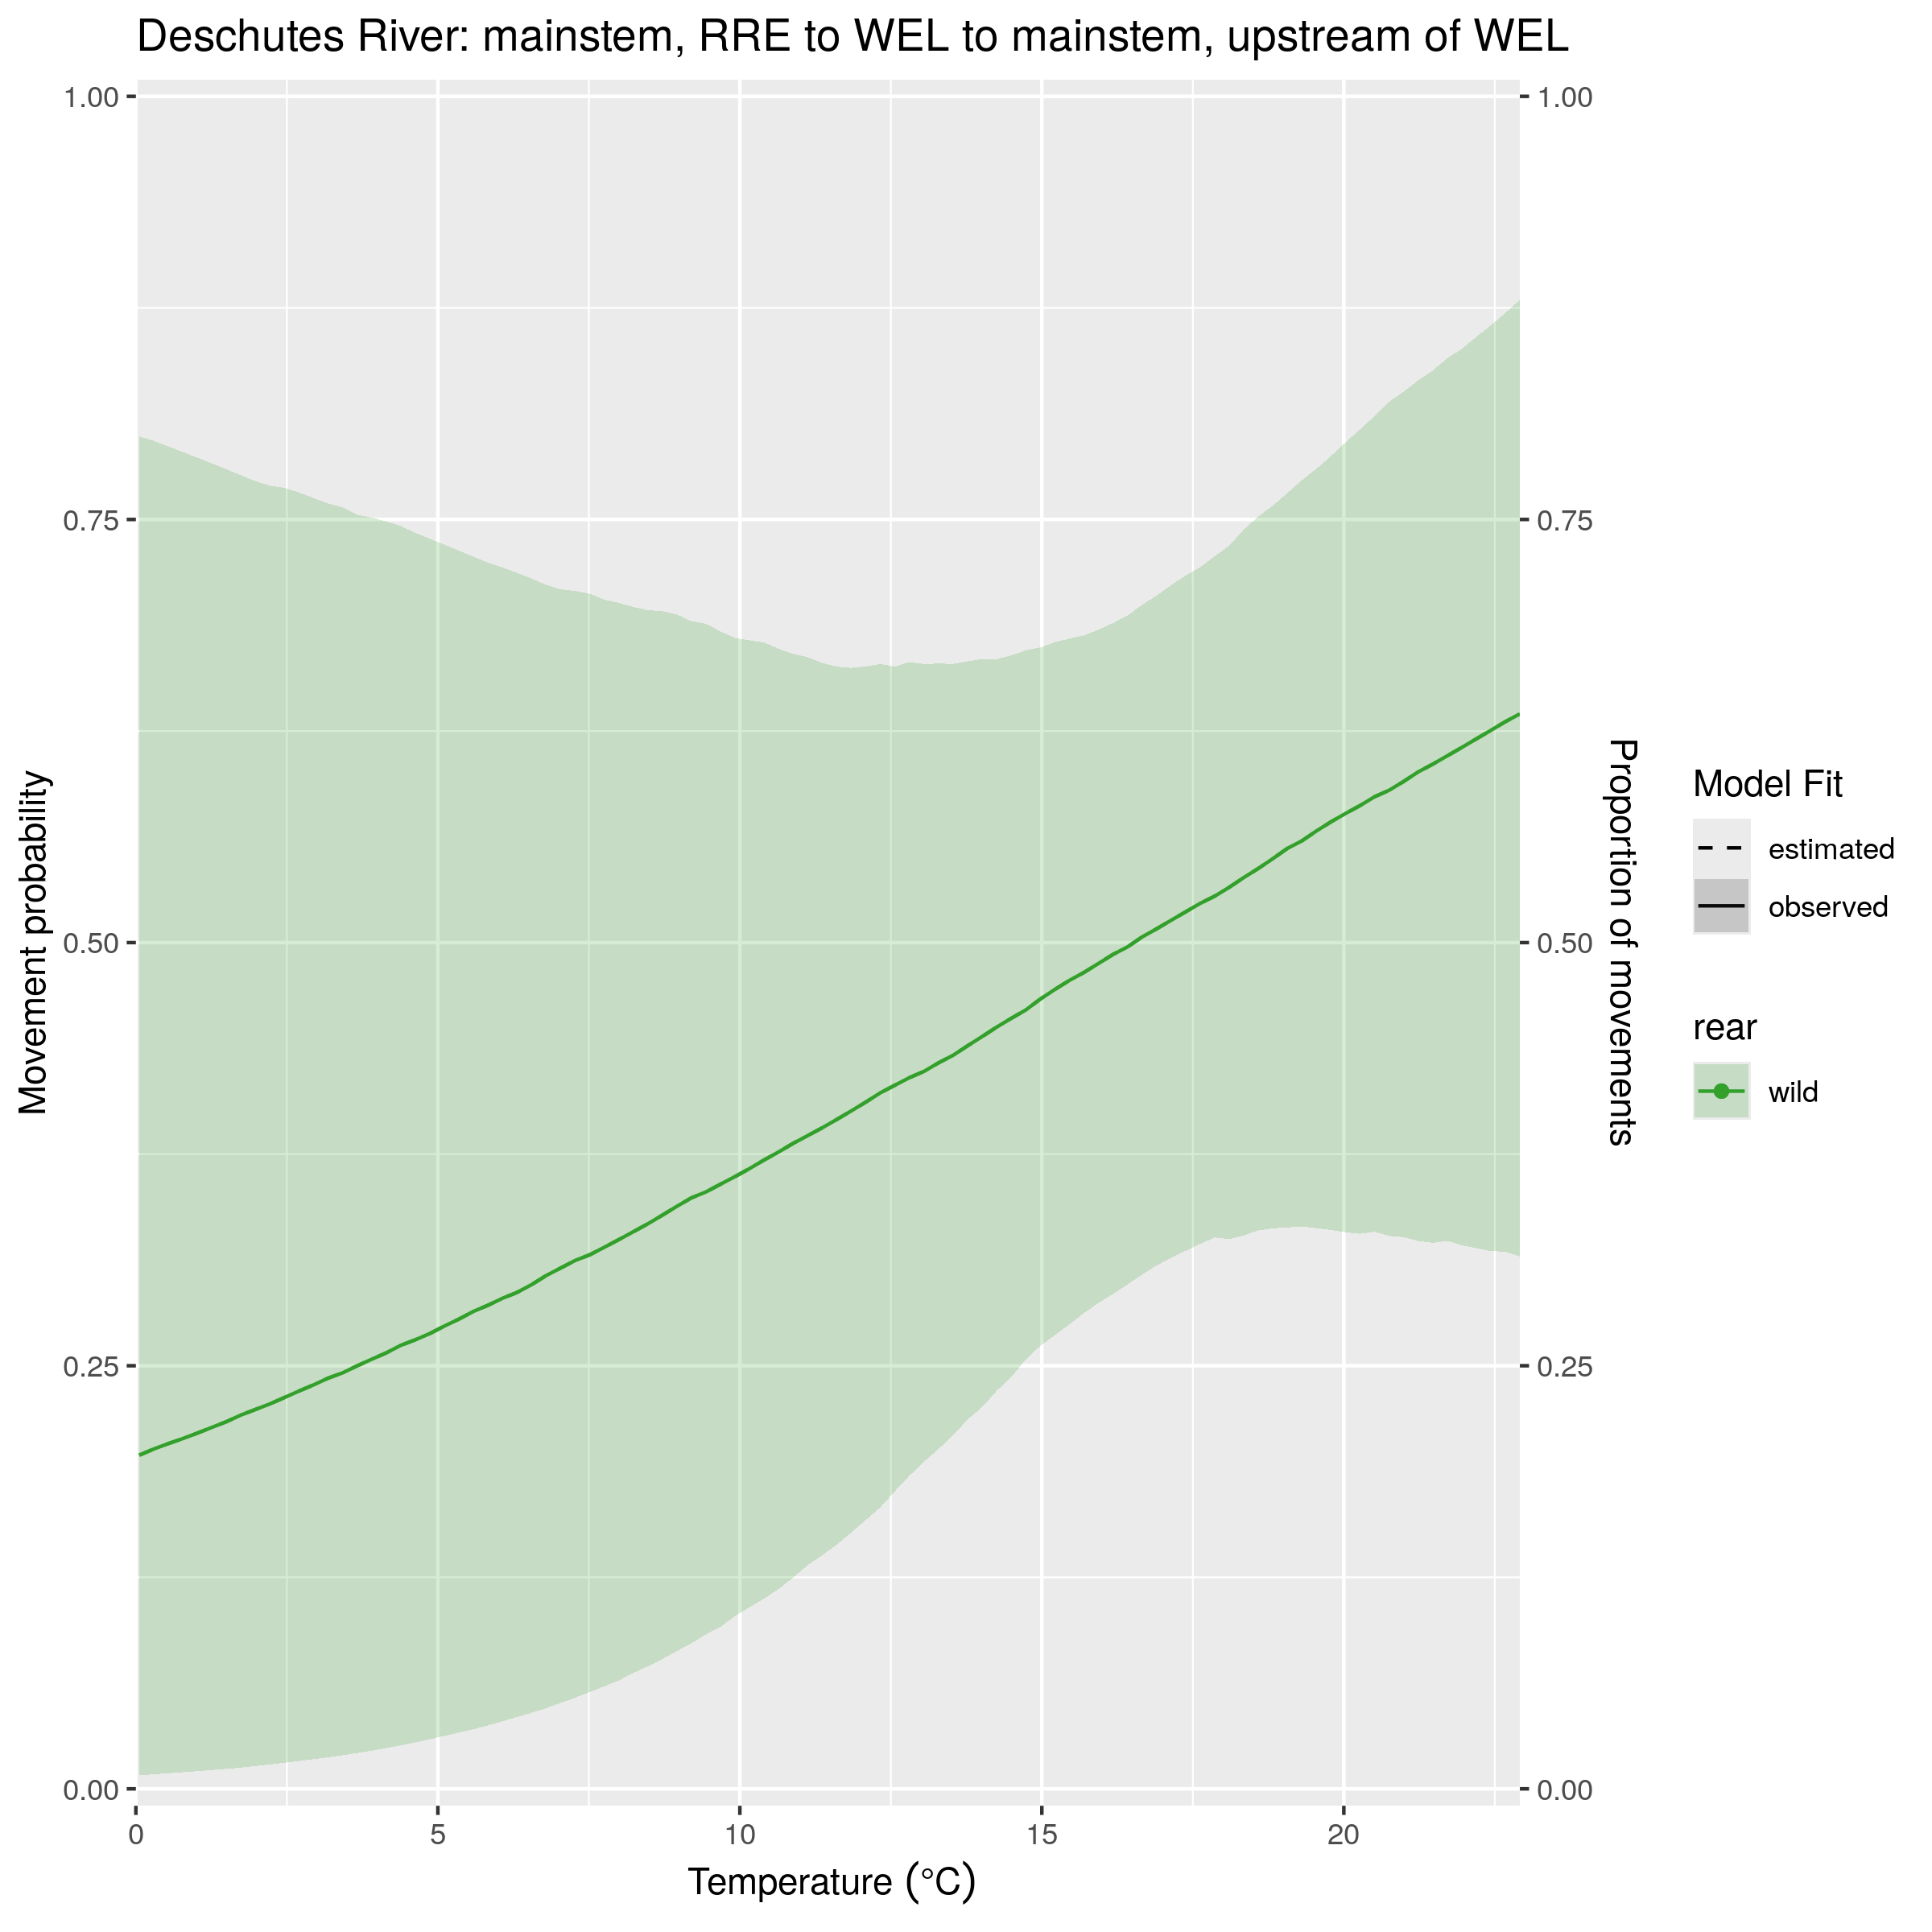 Deschutes River: mainstem, RRE to WEL to mainstem, upstream of WEL
1.00
0.75
0.50
0.25
0.00
Movement probability
0
5
10
15
20
Temperature (°C)
1.00
0.75
0.50
0.25
0.00
Proportion of movements
Model Fit
estimated
observed
rear
wild